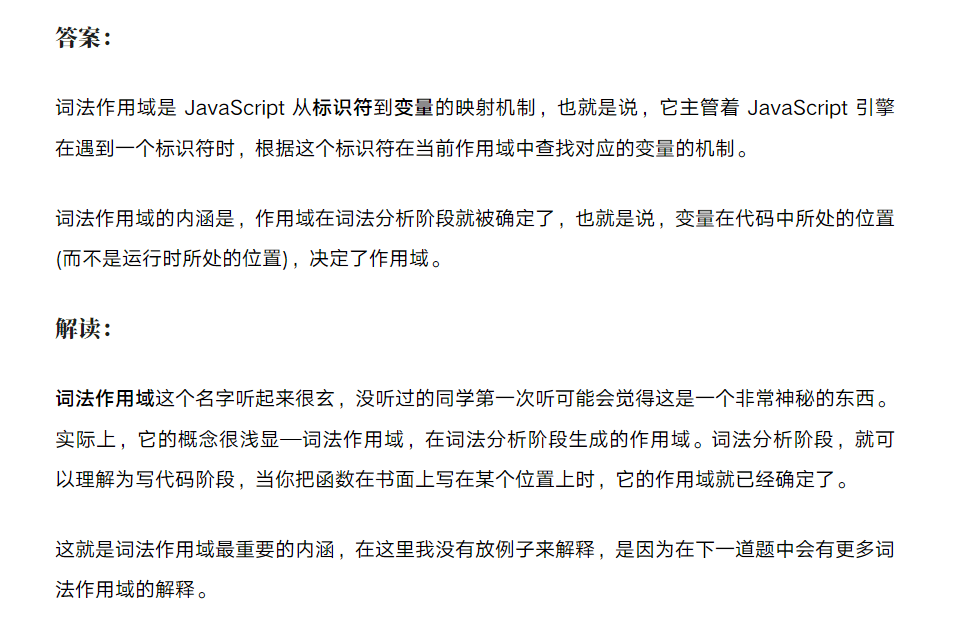 答案：
词法作用域是 JavaScript 从标识符到变量的映射机制，也就是说，它主管着 JavaScript 引擎
在遇到一个标识符时，根据这个标识符在当前作用域中查找对应的变量的机制。
词法作用域的内涵是，作用域在词法分析阶段就被确定了，也就是说，变量在代码中所处的位置
(而不是运行时所处的位置)，决定了作用域。
解读：
词法作用域这个名字听起来很玄，没听过的同学第一次听可能会觉得这是一个非常神秘的东西。
实际上，它的概念很浅显—词法作用域，在词法分析阶段生成的作用域。词法分析阶段，就可
以理解为写代码阶段，当你把函数在书面上写在某个位置上时，它的作用域就已经确定了。
这就是词法作用域最重要的内涵，在这里我没有放例子来解释，是因为在下一道题中会有更多词
法作用域的解释。